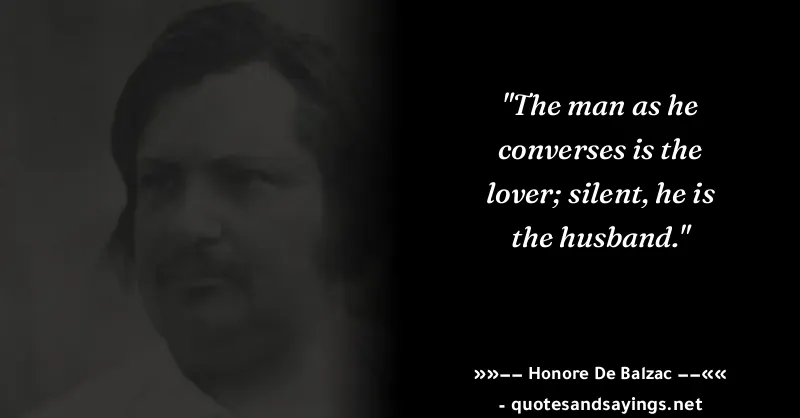 "The man as he
converses is the
lover; silent, he is
the husband."
»»–– Honore De Balzac ––««
- quotesandsayings.net